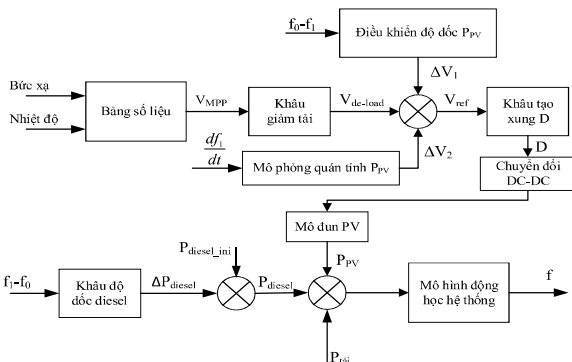 f0-f1
Điều khiển độ dốc PPV
ΔV1
Bức xạ
Nhiệt độ
Bảng số liệu
VMPP
Khâu
giảm tải
Vde-load
Vref
Khâu tạo
xung D
df1
dt
Mô phỏng quán tính PPV
ΔV2
D
Chuyển đổi
DC-DC
Mô đun PV
Pdiesel_ini
PPV
f1-f0
Khâu độ
dốc diesel
ΔPdiesel
Pdiesel
Mô hình động
học hệ thống
f
Ptải